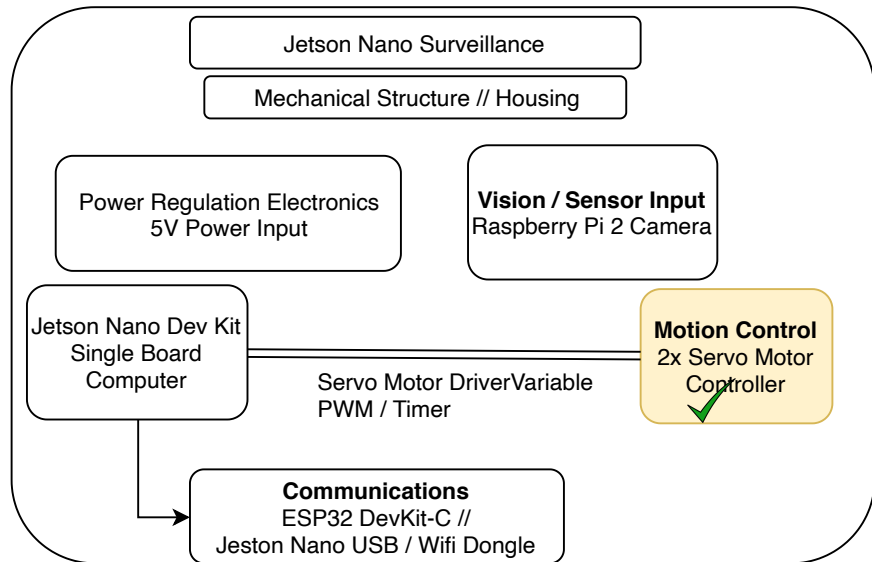 Jetson Nano Surveillance
Mechanical Structure // Housing
Power Regulation Electronics
5V Power Input
Vision / Sensor Input
Raspberry Pi 2 Camera
Jetson Nano Dev Kit
Single Board
Computer
Servo Motor DriverVariable
PWM / Timer
Motion Control
2x Servo Motor
Controller
Communications
ESP32 DevKit-C //
Jeston Nano USB / Wifi Dongle